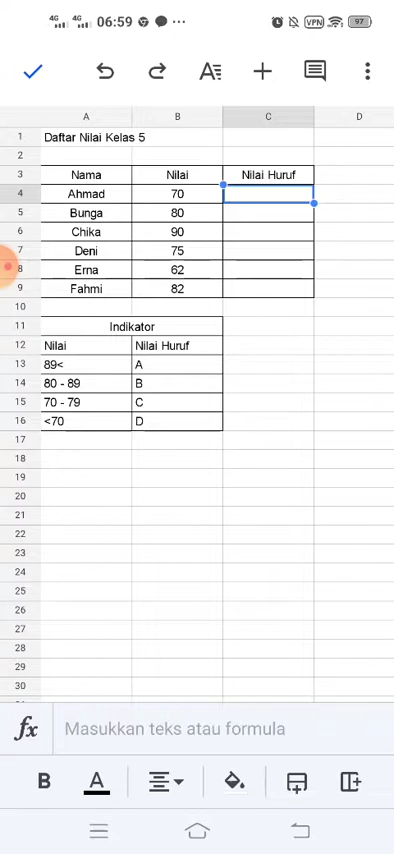 4G 4G 06:59 VPN 97
A B C D
1 Daftar Nilai Kelas 5
2
3 Nama Nilai Nilai Huruf
4 Ahmad 70
5 Bunga 80
6 Chika 90
7 Deni 75
8 Erna 62
9 Fahmi 82
10
11 Indikator
12 Nilai Nilai Huruf
13 89< A
14 80 - 89 B
15 70 - 79 C
16 <70 D
17
18
19
20
21
22
23
24
25
26
27
28
29
30
fx Masukkan teks atau formula
B A